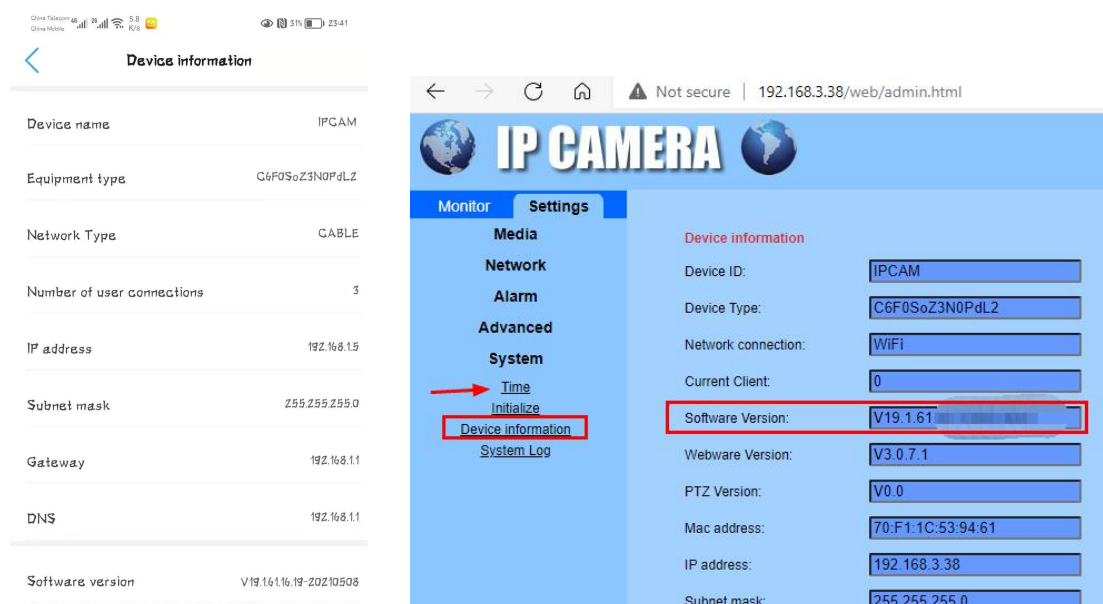 China Telecom 4G 2G 5.8
China Mobile K/s 31% 23:41
Device information
Device name IPCAM
Equipment type C6F0SoZ3N0PdL2
Network Type CABLE
Number of user connections 3
IP address 192.168.1.5
Subnet mask 255.255.255.0
Gateway 192.168.1.1
DNS 192.168.1.1
Software version V19.1.61.16.19-20210508
Not secure | 192.168.3.38/web/admin.html
IP CAMERA
Monitor Settings
Media
Network
Alarm
Advanced
System
Time
Initialize
Device information
System Log
Device information
Device ID: IPCAM
Device Type: C6F0SoZ3N0PdL2
Network connection: WiFi
Current Client: 0
Software Version: V19.1.61
Webware Version: V3.0.7.1
PTZ Version: V0.0
Mac address: 70:F1:1C:53:94:61
IP address: 192.168.3.38
Subnet mask: 255.255.255.0